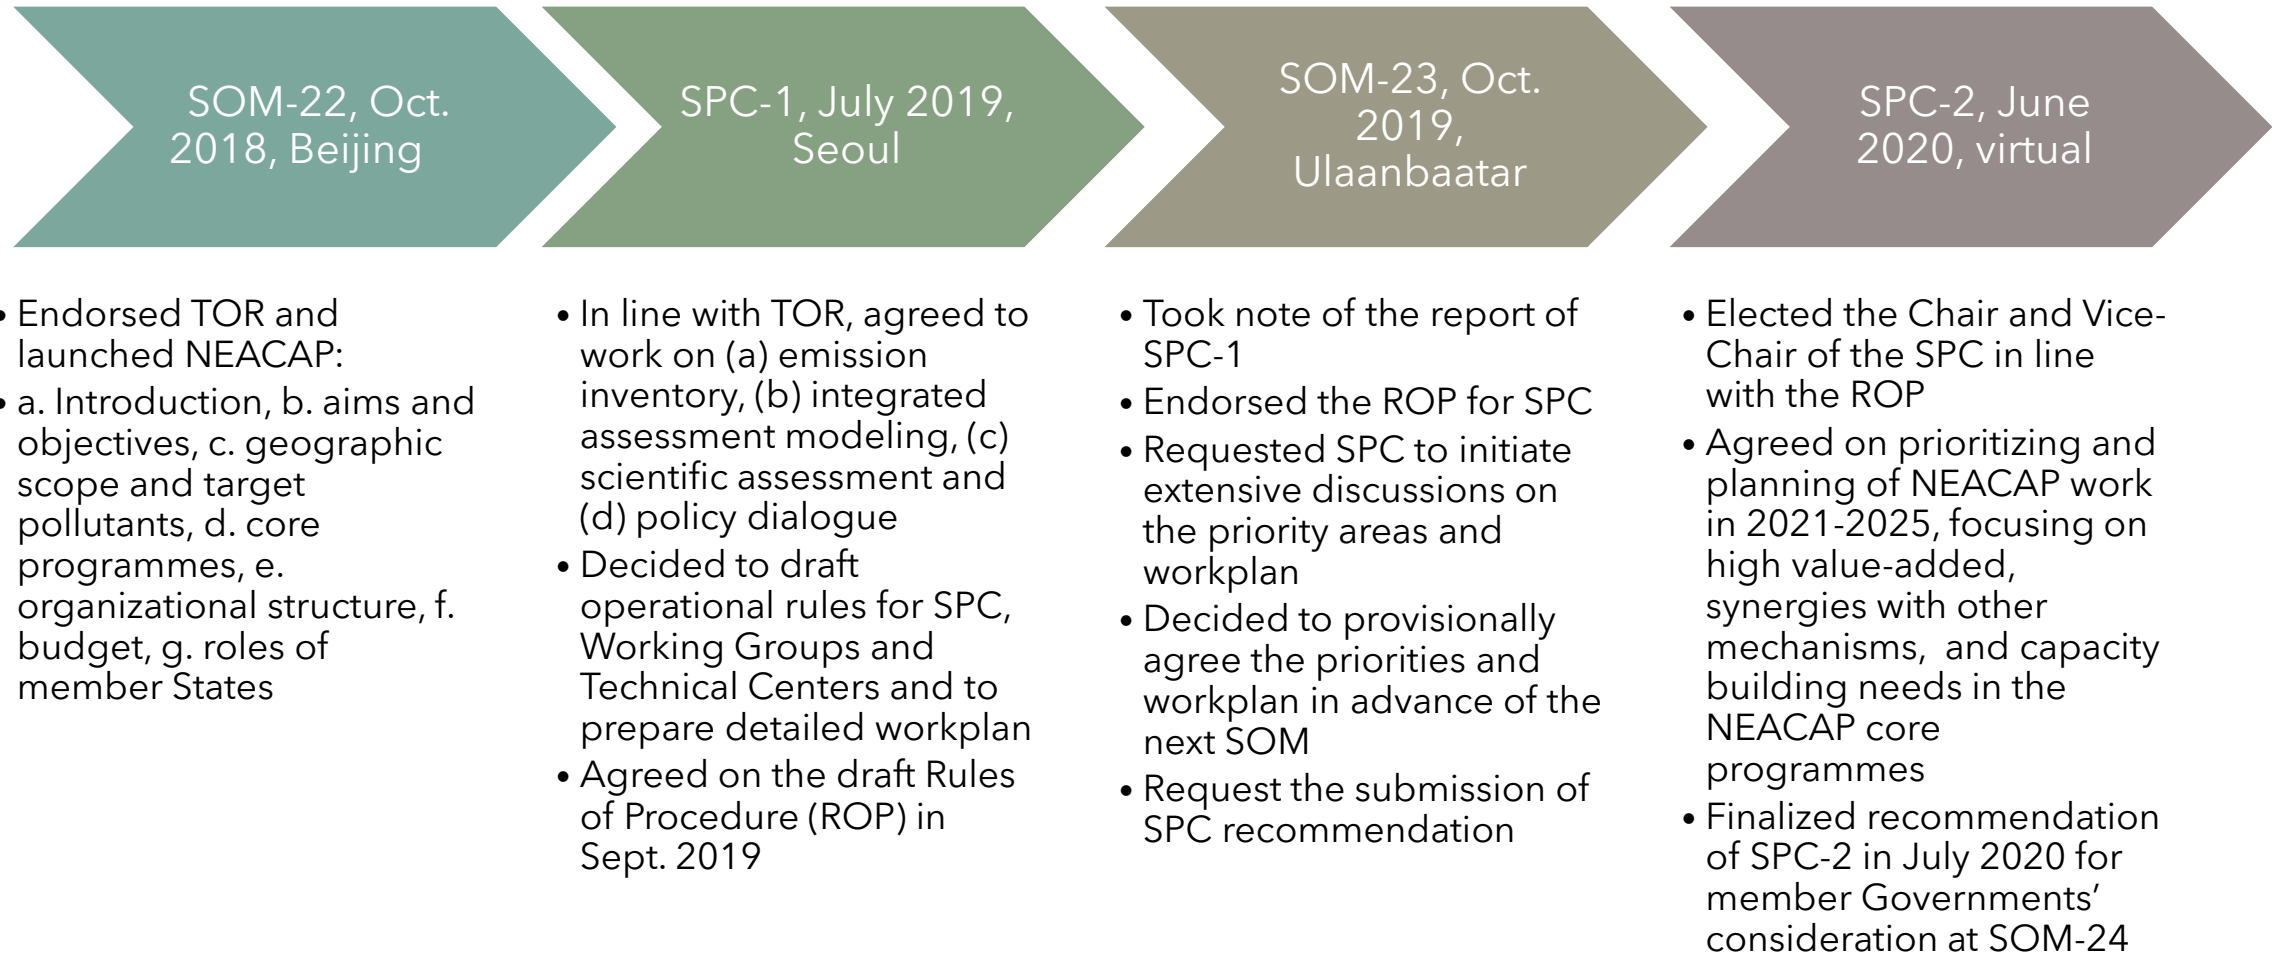 SOM-22, Oct.
2018, Beijing
SPC-1, July 2019,
Seoul
SOM-23, Oct.
2019,
Ulaanbaatar
SPC-2, June
2020, virtual
• Endorsed TOR and
launched NEACAP:
• a. Introduction, b. aims and
objectives, c. geographic
scope and target
pollutants, d. core
programmes, e.
organizational structure, f.
budget, g. roles of
member States
• In line with TOR, agreed to
work on (a) emission
inventory, (b) integrated
assessment modeling, (c)
scientific assessment and
(d) policy dialogue
• Decided to draft
operational rules for SPC,
Working Groups and
Technical Centers and to
prepare detailed workplan
• Agreed on the draft Rules
of Procedure (ROP) in
Sept. 2019
• Took note of the report of
SPC-1
• Endorsed the ROP for SPC
• Requested SPC to initiate
extensive discussions on
the priority areas and
workplan
• Decided to provisionally
agree the priorities and
workplan in advance of the
next SOM
• Request the submission of
SPC recommendation
• Elected the Chair and Vice-
Chair of the SPC in line
with the ROP
• Agreed on prioritizing and
planning of NEACAP work
in 2021-2025, focusing on
high value-added,
synergies with other
mechanisms,  and capacity
building needs in the
NEACAP core
programmes
• Finalized recommendation
of SPC-2 in July 2020 for
member Governments’
consideration at SOM-24